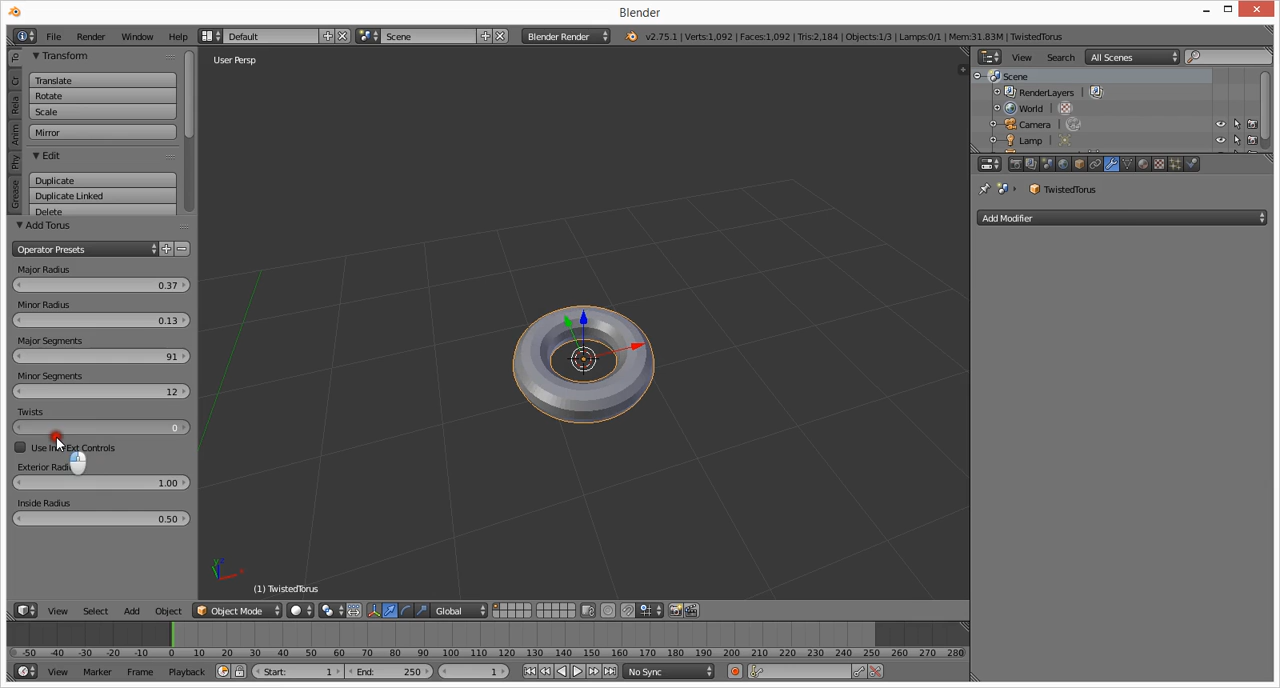 Blender
File Render Window Help Default Scene Blender Render v2.75.1 | Verts:1,092 | Faces:1,092 | Tris:2,184 | Objects:1/3 | Lamps:0/1 | Mem:31.83M | TwistedTorus
Transform
Translate
Rotate
Scale
Mirror
Edit
Duplicate
Duplicate Linked
Delete
To
Cr
Rela
Anim
Phy
Grease
Add Torus
Operator Presets
Major Radius
0.37
Minor Radius
0.13
Major Segments
91
Minor Segments
12
Twists
0
Use Int Ext Controls
Exterior Radi
1.00
Inside Radius
0.50
User Persp
(1) TwistedTorus
View Search All Scenes
Scene
RenderLayers |
World |
Camera |
Lamp |
TwistedTorus
Add Modifier
View Select Add Object Object Mode Global
-50 -40 -30 -20 -10 0 10 20 30 40 50 60 70 80 90 100 110 120 130 140 150 160 170 180 190 200 210 220 230 240 250 260 270 280
View Marker Frame Playback Start: 1 End: 250 1 No Sync